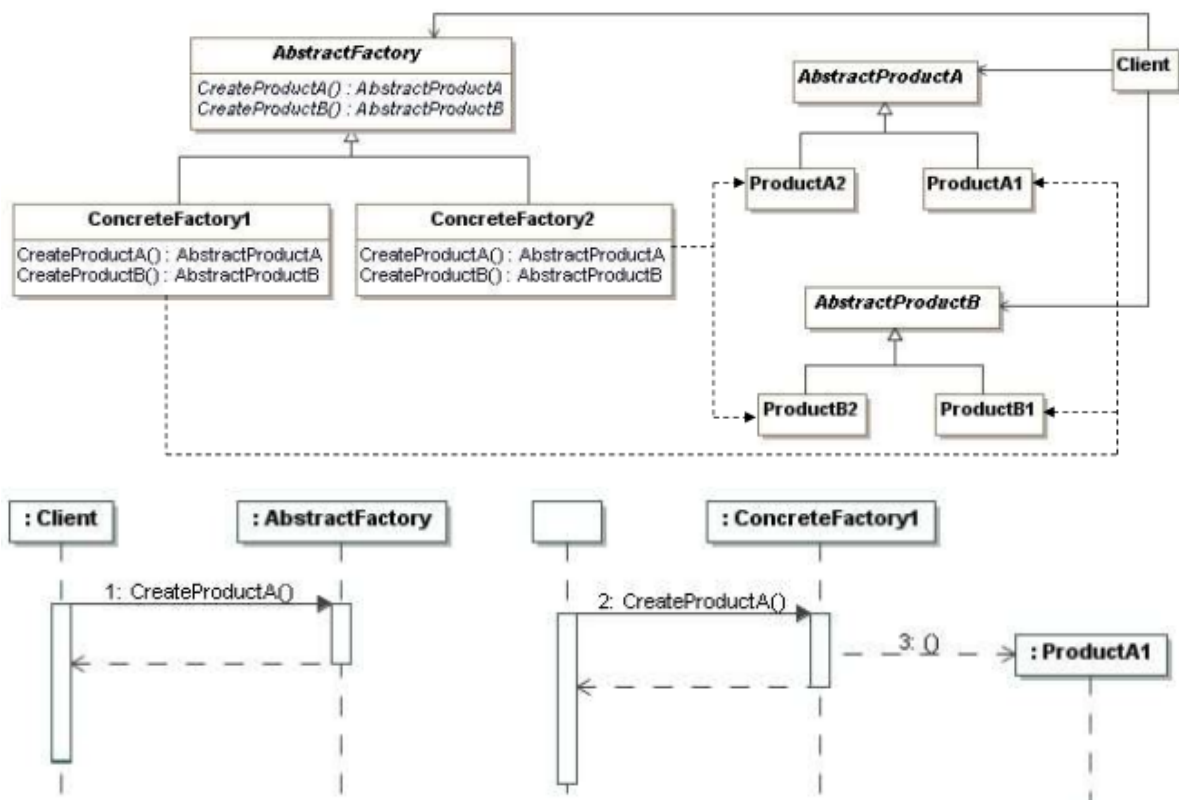 AbstractFactory
CreateProductA() : AbstractProductA
CreateProductB() : AbstractProductB
AbstractProductA
Client
ProductA2
ProductA1
ConcreteFactory1
CreateProductA() : AbstractProductA
CreateProductB() : AbstractProductB
ConcreteFactory2
CreateProductA() : AbstractProductA
CreateProductB() : AbstractProductB
AbstractProductB
ProductB2
ProductB1
: Client
: AbstractFactory
: ConcreteFactory1
1: CreateProductA()
2: CreateProductA()
3: ()
: ProductA1